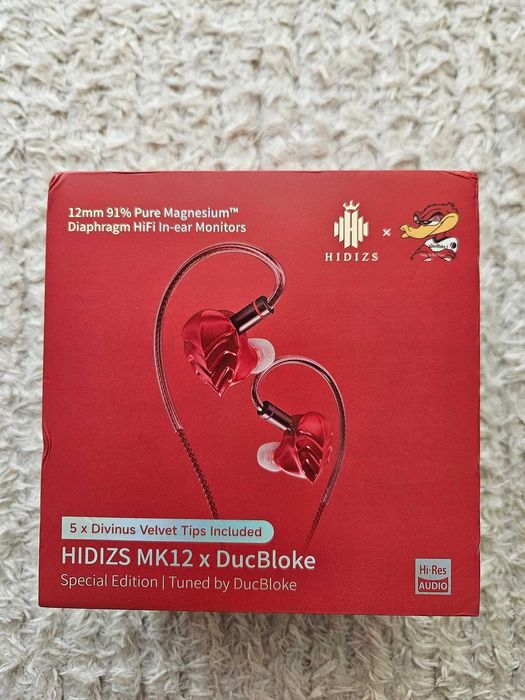 12mm 91% Pure Magnesium™
Diaphragm HiFi In-ear Monitors
HIDIZS
x
5 x Divinus Velvet Tips Included
HIDIZS MK12 x DucBloke
Special Edition | Tuned by DucBloke
Hi-Res
AUDIO